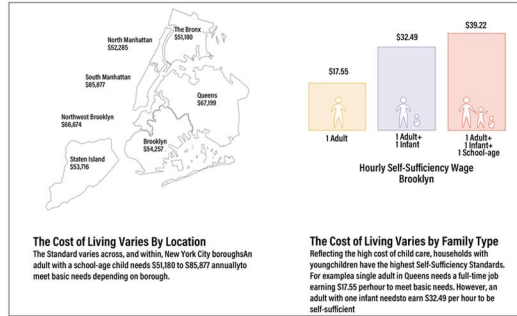 The Bronx
$51,180
North Manhattan
$52,285
South Manhattan
$85,877
Queens
$67,199
Northwest Brooklyn
$66,674
Brooklyn
$54,257
Staten Island
$53,716
The Cost of Living Varies By Location
The Standard varies across, and within, New York City boroughsAn
adult with a school-age child needs $51,180 to $85,877 annuallyto
meet basic needs depending on borough.
$39.22
$32.49
$17.55
1 Adult
1 Adult+
1 Infant
1 Adult+
1 Infant+
1 School-age
Hourly Self-Sufficiency Wage
Brooklyn
The Cost of Living Varies by Family Type
Reflecting the high cost of child care, households with
youngchildren have the highest Self-Sufficiency Standards.
For examplea single adult in Queens needs a full-time job
earning $17.55 perhour to meet basic needs. However, an
adult with one infant needsto earn $32.49 per hour to be
self-sufficient